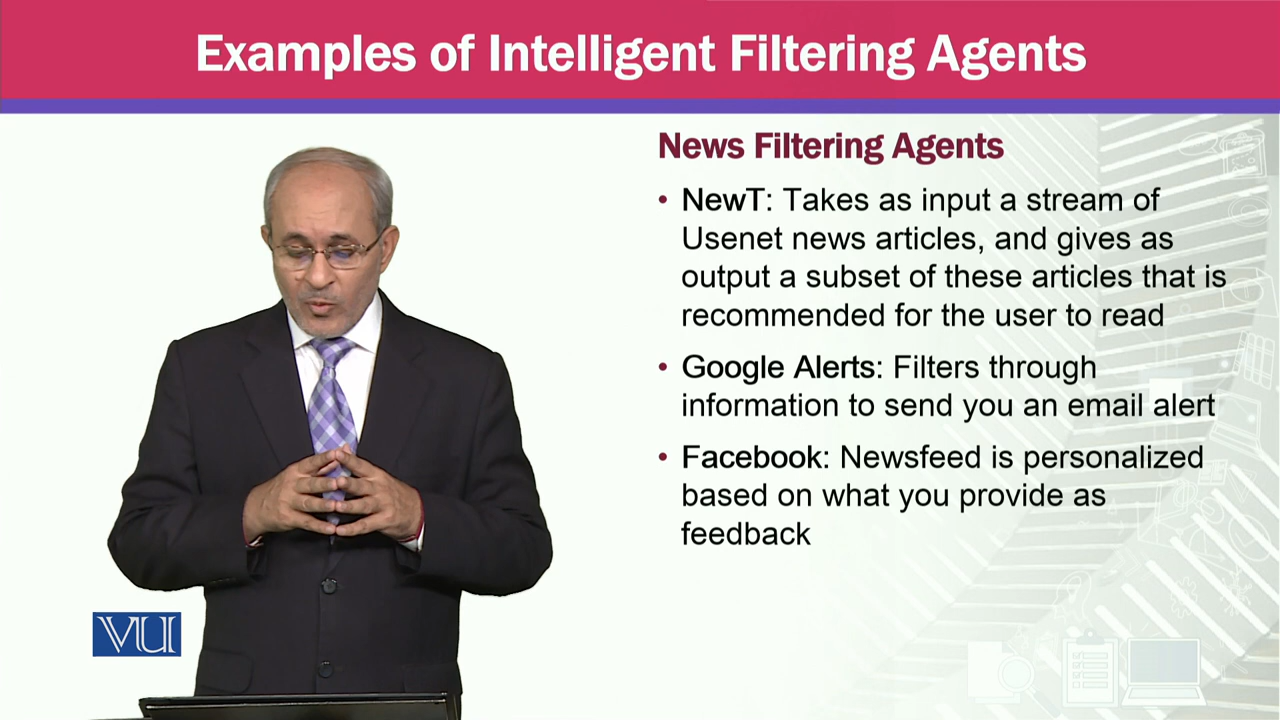 Examples of Intelligent Filtering Agents
News Filtering Agents
• NewT: Takes as input a stream of
Usenet news articles, and gives as
output a subset of these articles that is
recommended for the user to read
• Google Alerts: Filters through
information to send you an email alert
• Facebook: Newsfeed is personalized
based on what you provide as
feedback
VU